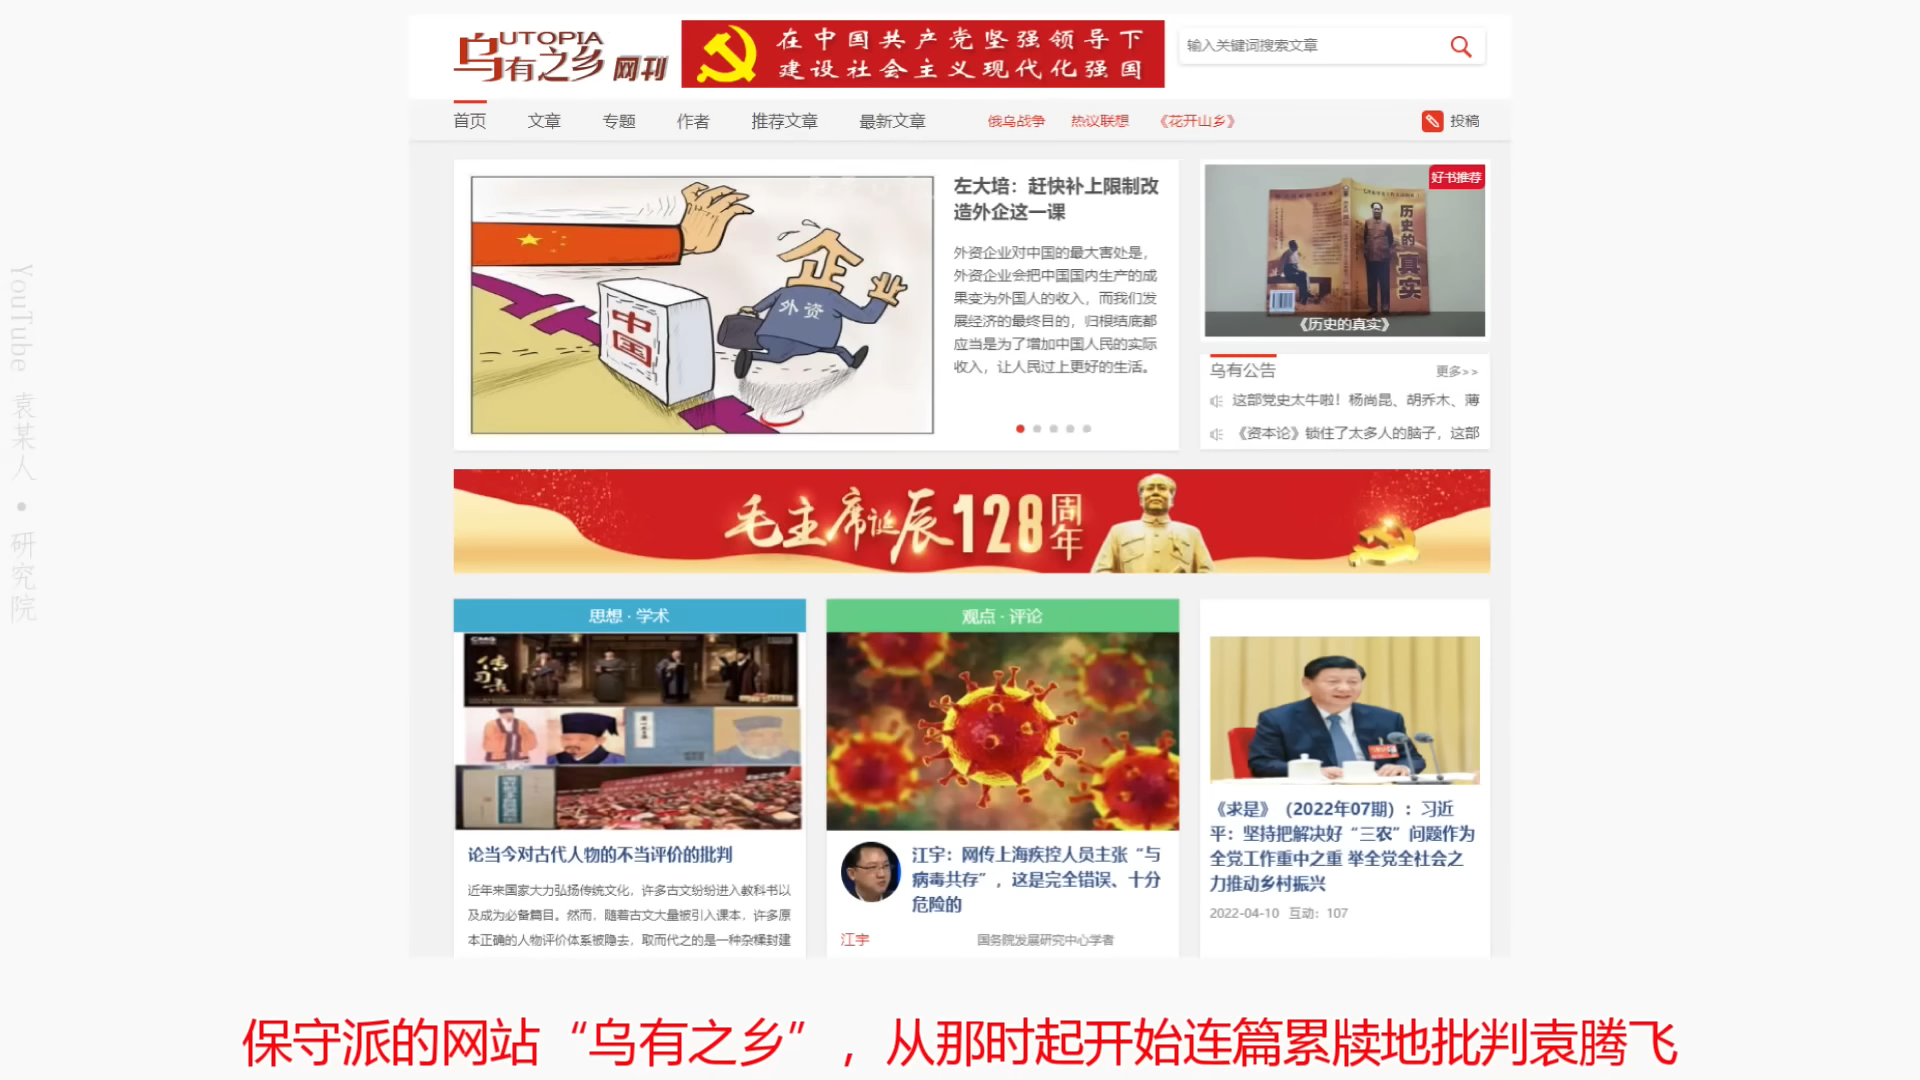 UTOPIA
乌有之乡 网刊
在中国共产党坚强领导下
建设社会主义现代化强国
输入关键词搜索文章
首页
文章
专题
作者
推荐文章
最新文章
俄乌战争
热议联想
《花开山乡》
投稿
中国
企业
外资
左大培：赶快补上限制改
造外企这一课
外资企业对中国的最大害处是，
外资企业会把中国国内生产的成
果变为外国人的收入，而我们发
展经济的最终目的，归根结底都
应当是为了增加中国人民的实际
收入，让人民过上更好的生活。
好书推荐
历史的真实
《历史的真实》
乌有公告
更多>>
这部党史太牛啦！杨尚昆、胡乔木、薄
《资本论》锁住了太多人的脑子，这部
毛主席诞辰128周年
思想·学术
CMG
传习录
论当今对古代人物的不当评价的批判
近年来国家大力弘扬传统文化，许多古文纷纷进入教科书以
及成为必备篇目。然而，随着古文大量被引入课本，许多原
本正确的人物评价体系被隐去，取而代之的是一种杂糅封建
观点·评论
江宇：网传上海疾控人员主张“与
病毒共存”，这是完全错误、十分
危险的
江宇
国务院发展研究中心学者
《求是》（2022年07期）：习近
平：坚持把解决好“三农”问题作为
全党工作重中之重 举全党全社会之
力推动乡村振兴
2022-04-10 互动：107
YouTube 袁某人·研究院
保守派的网站“乌有之乡”，从那时起开始连篇累牍地批判袁腾飞